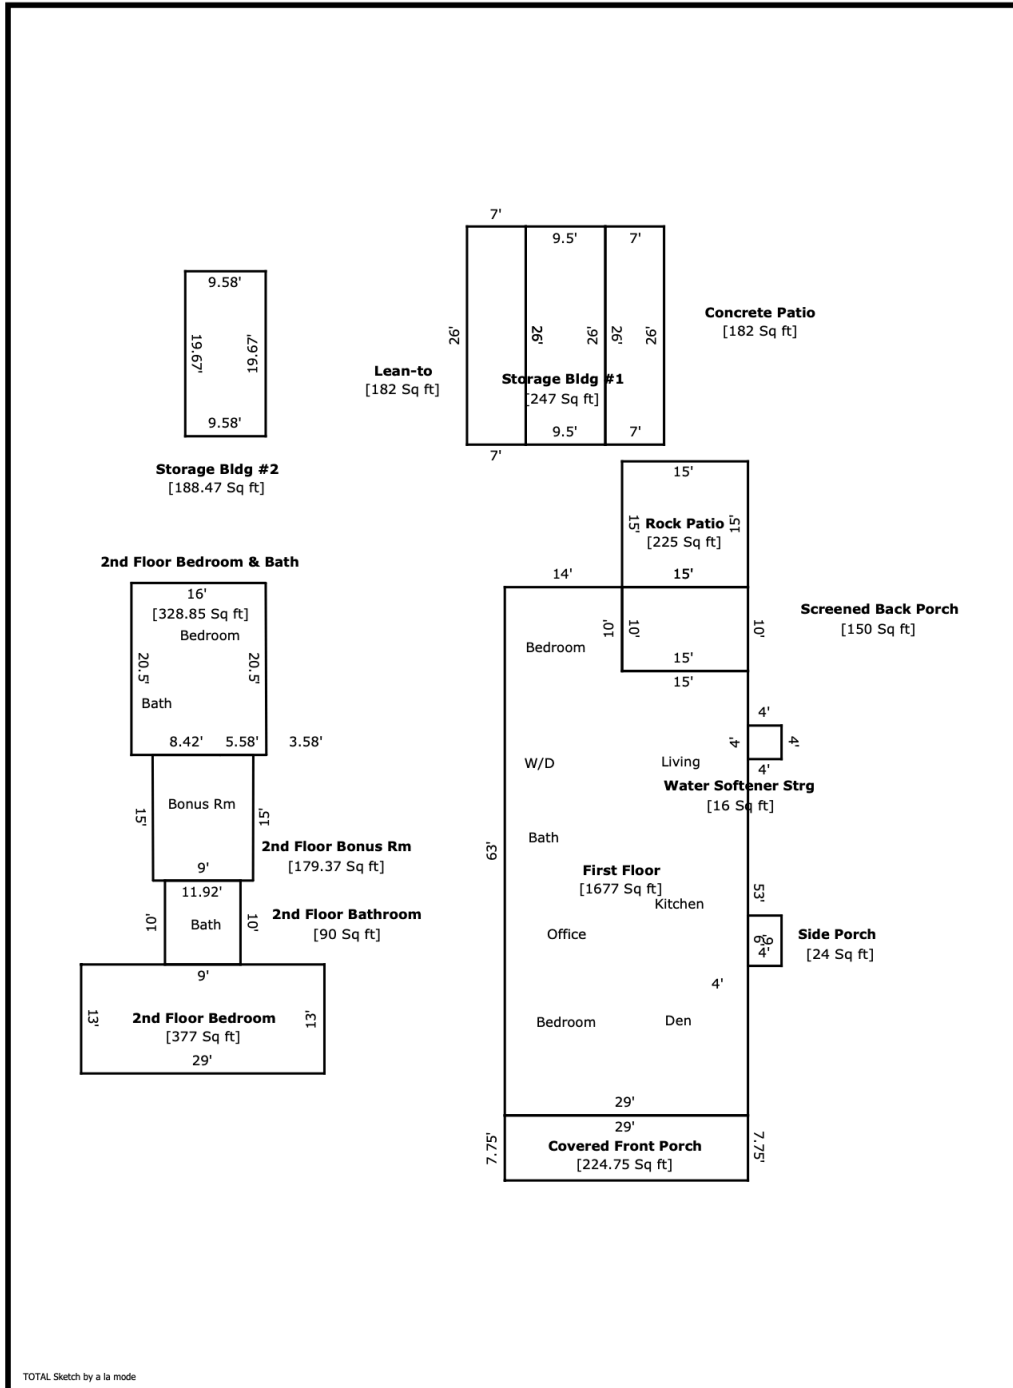 7'
9.5'
7'
26'
26'
26'
26'
26'
Concrete Patio
[182 Sq ft]
Lean-to
[182 Sq ft]
Storage Bldg #1
[247 Sq ft]
9.5'
7'
7'
9.58'
19.67'
19.67'
9.58'
Storage Bldg #2
[188.47 Sq ft]
15'
15'
15'
Rock Patio
[225 Sq ft]
15'
14'
2nd Floor Bedroom & Bath
16'
[328.85 Sq ft]
Bedroom
20.5'
20.5'
Bath
8.42'
5.58'
3.58'
Bonus Rm
15'
15'
2nd Floor Bonus Rm
[179.37 Sq ft]
9'
11.92'
10'
10'
Bath
2nd Floor Bathroom
[90 Sq ft]
9'
13'
13'
2nd Floor Bedroom
[377 Sq ft]
29'
10'
10'
10'
Screened Back Porch
[150 Sq ft]
Bedroom
15'
15'
4'
4'
4'
4'
W/D
Living
Water Softener Strg
[16 Sq ft]
Bath
63'
First Floor
[1677 Sq ft]
53'
Kitchen
Office
6'
6'
4'
Side Porch
[24 Sq ft]
4'
Bedroom
Den
29'
29'
7.75'
7.75'
Covered Front Porch
[224.75 Sq ft]
TOTAL Sketch by a la mode